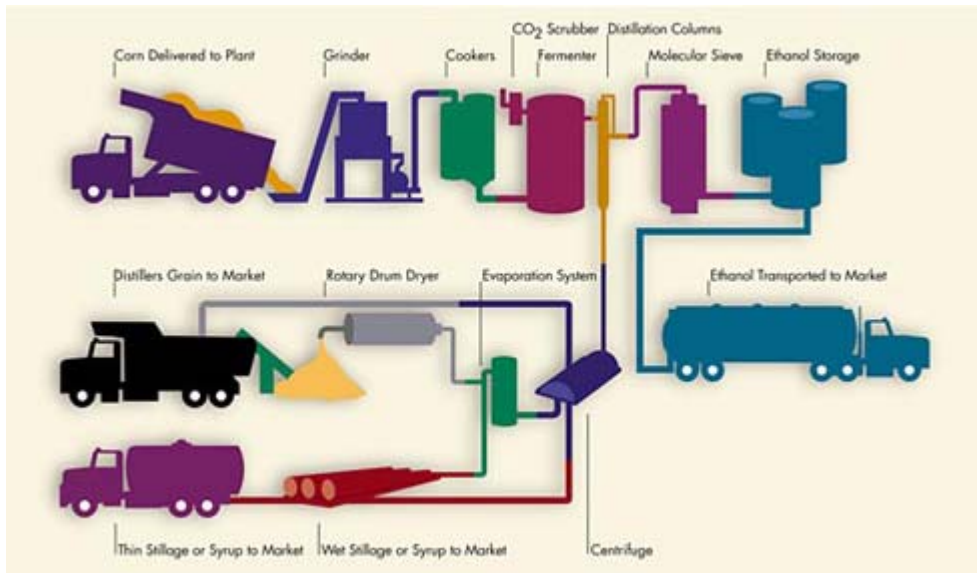 CO2 Scrubber
Distillation Columns
Corn Delivered to Plant
Grinder
Cookers
Fermenter
Molecular Sieve
Ethanol Storage
Distillers Grain to Market
Rotary Drum Dryer
Evaporation System
Ethanol Transported to Market
Thin Stillage or Syrup to Market
Wet Stillage or Syrup to Market
Centrifuge